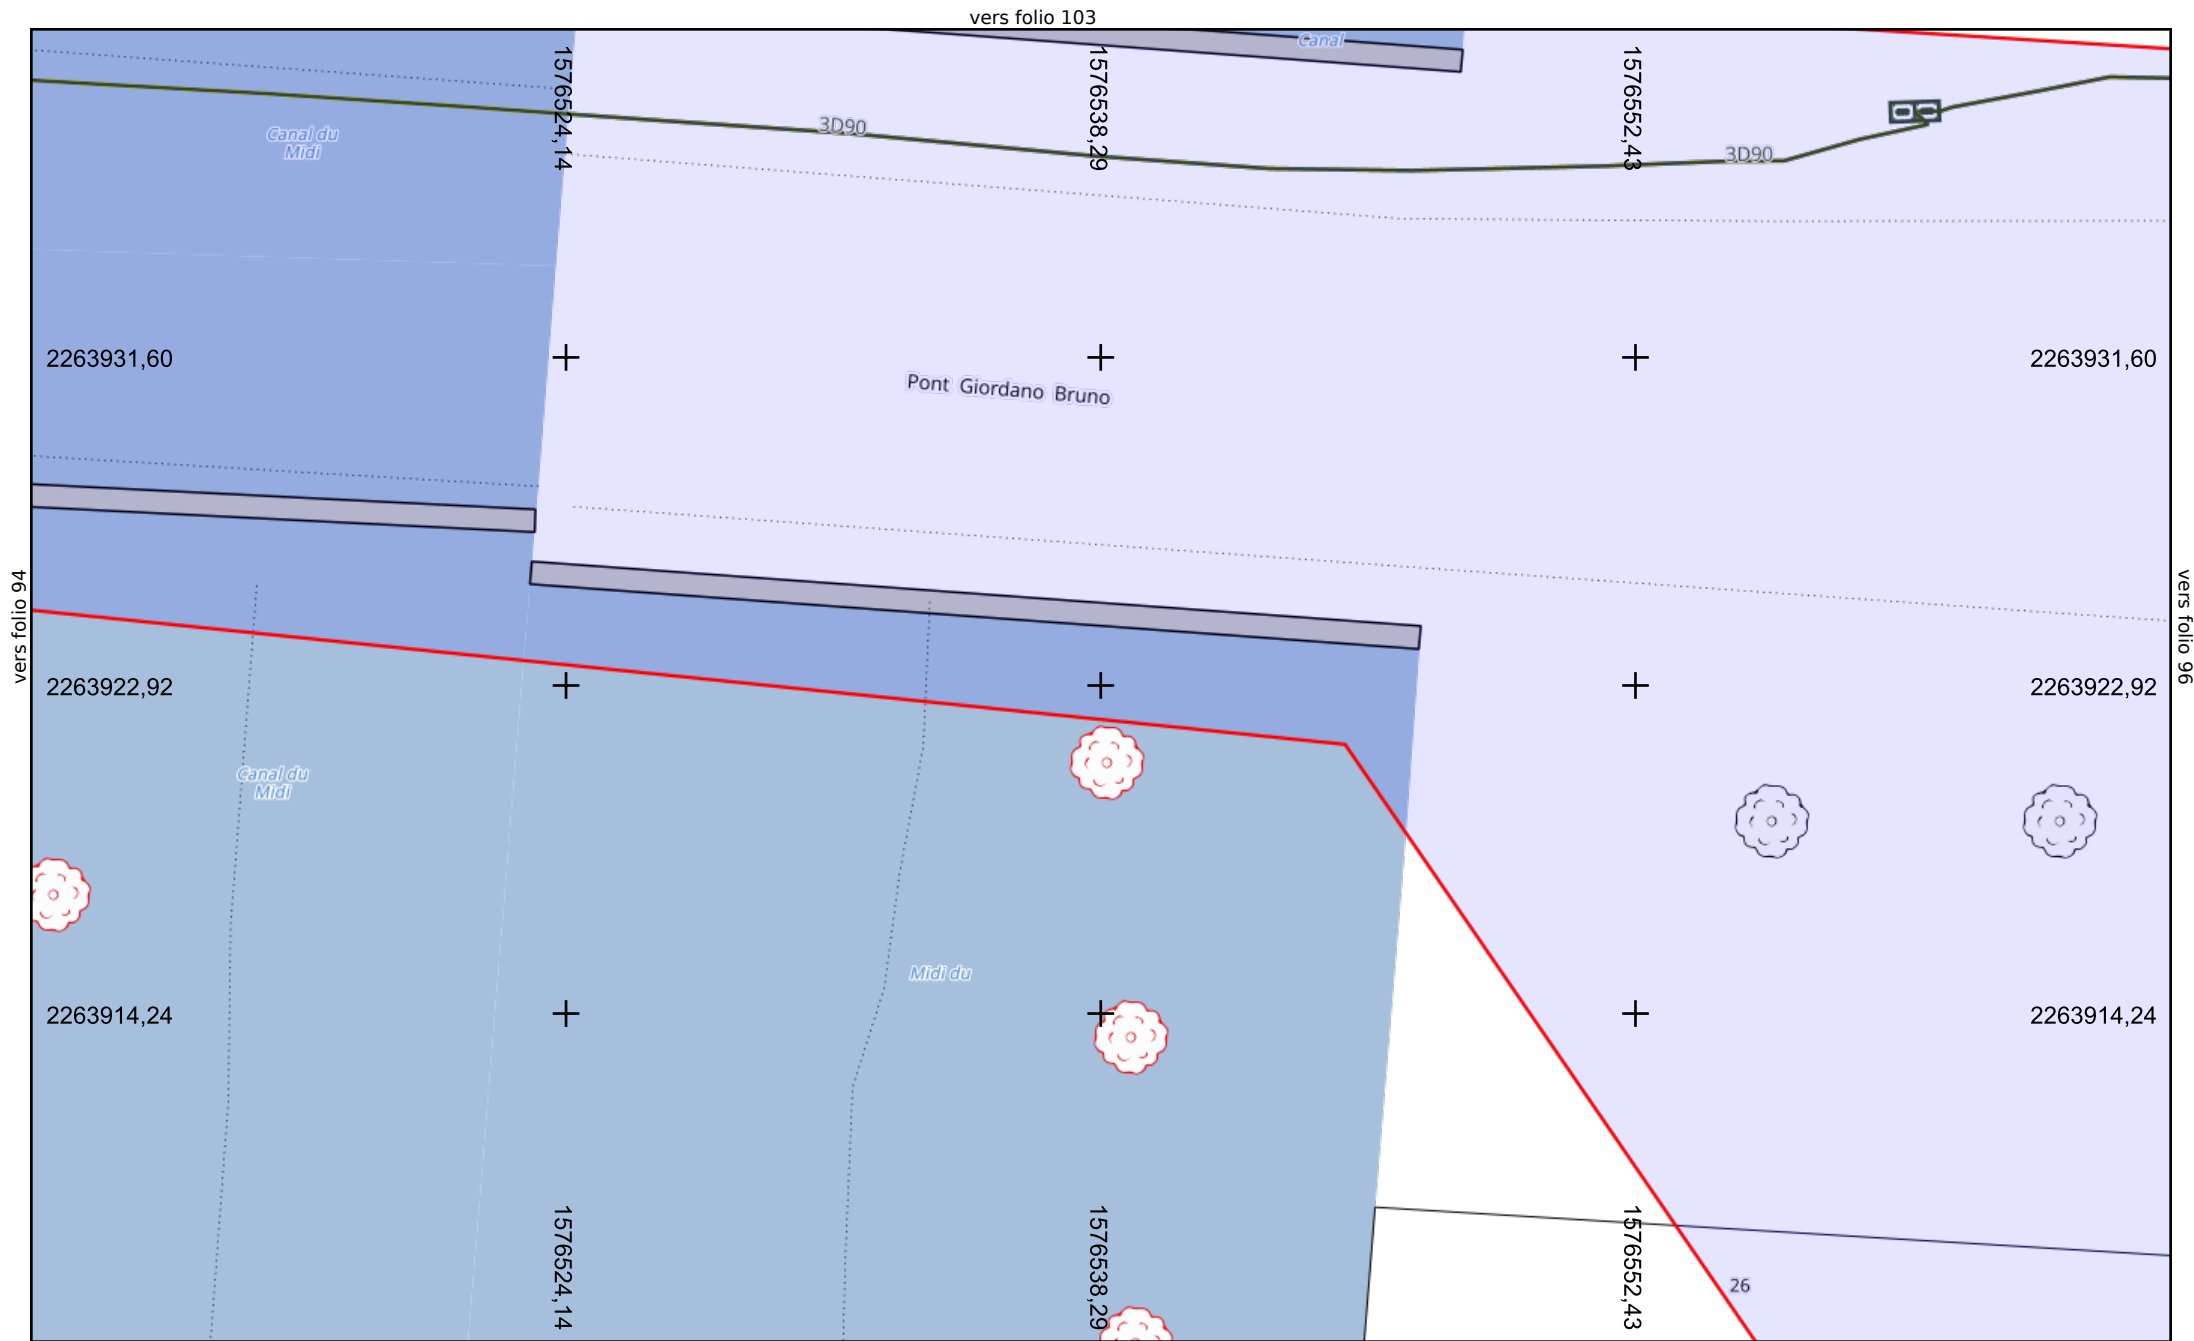 vers folio 103
Canal
1576524,14
1576538,29
1576552,43
Canal du
Midi
3D90
3D90
2263931,60
2263931,60
Pont Giordano Bruno
vers folio 94
vers folio 96
2263922,92
2263922,92
Canal du
Midi
Midi du
2263914,24
2263914,24
1576524,14
1576538,29
1576552,43
26